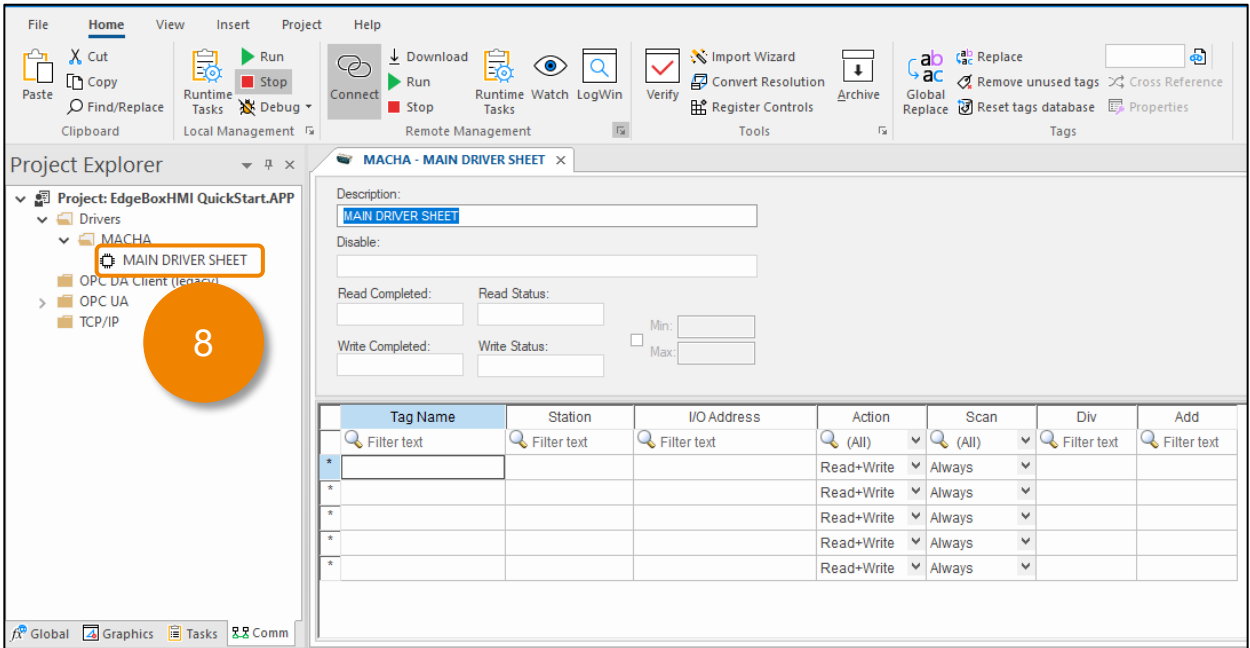 File Home View Insert Project Help
Cut
Copy
Find/Replace
Paste
Clipboard
Runtime Tasks
Run
Stop
Debug
Local Management
Connect
Download
Run
Stop
Runtime Tasks
Watch
LogWin
Remote Management
Verify
Import Wizard
Convert Resolution
Register Controls
Archive
Tools
ab
ac
Global Replace
Replace
Remove unused tags
Reset tags database
Cross Reference
Properties
Tags
Project Explorer
Project: EdgeBoxHMI QuickStart.APP
Drivers
MACHA
MAIN DRIVER SHEET
OPC DA Client (legacy)
OPC UA
TCP/IP
8
Global Graphics Tasks Comm
MACHA - MAIN DRIVER SHEET
Description:
MAIN DRIVER SHEET
Disable:
Read Completed: Read Status:
Min:
Write Completed: Write Status:
Max:
Tag Name Station I/O Address Action Scan Div Add
Filter text Filter text Filter text (All) (All) Filter text Filter text
* Read+Write Always
* Read+Write Always
* Read+Write Always
* Read+Write Always
* Read+Write Always